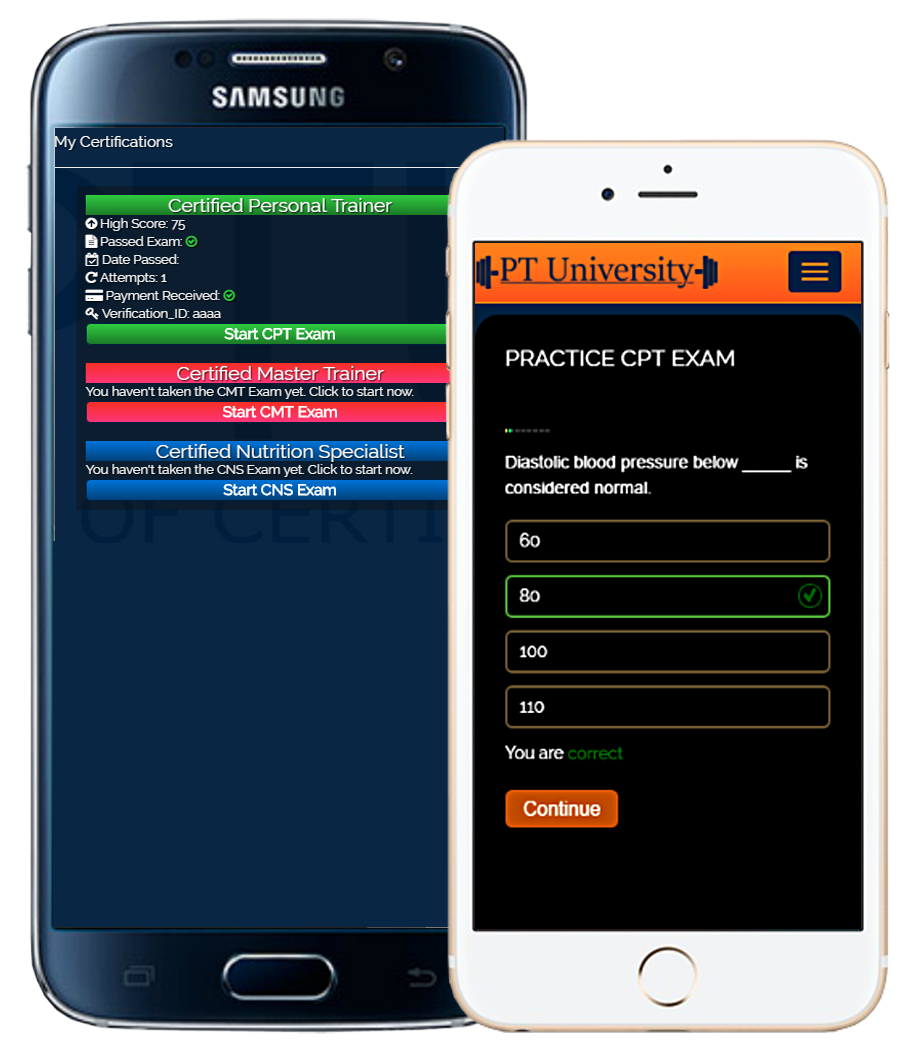 SAMSUNG
My Certifications
Certified Personal Trainer
High Score: 75
Passed Exam:
Date Passed:
Attempts: 1
Payment Received:
Verification_ID: aaaa
Start CPT Exam
Certified Master Trainer
You haven't taken the CMT Exam yet. Click to start now.
Start CMT Exam
Certified Nutrition Specialist
You haven't taken the CNS Exam yet. Click to start now.
Start CNS Exam
OF CERTI
PT University
PRACTICE CPT EXAM
Diastolic blood pressure below ______ is
considered normal.
60
80
100
110
You are correct
Continue